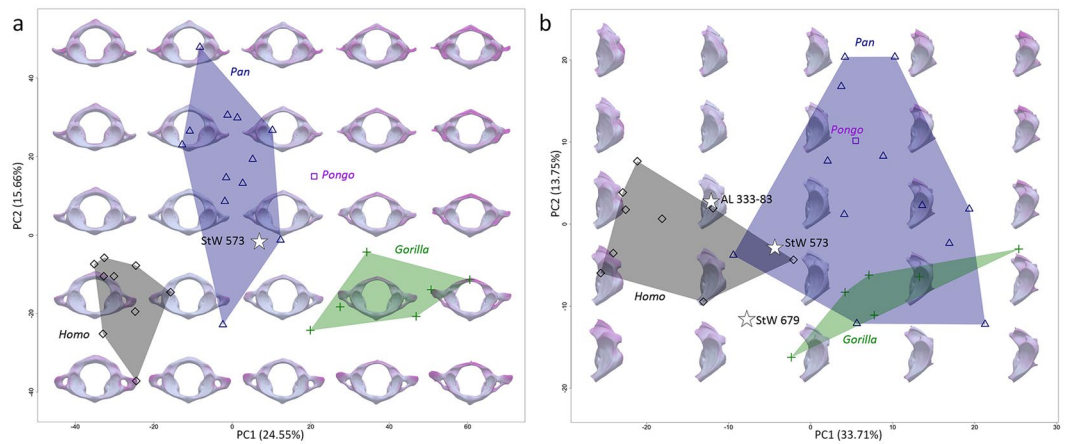 a
PC2 (15.66%)
40
20
0
-20
-40
Pan
Pongo
StW 573
Gorilla
Homo
-40 -20 0 20 40 60
PC1 (24.55%)
b
PC2 (13.75%)
20
10
0
-10
-20
Pan
Pongo
AL 333-83
StW 573
Homo
StW 679
Gorilla
-20 -10 0 10 20 30
PC1 (33.71%)